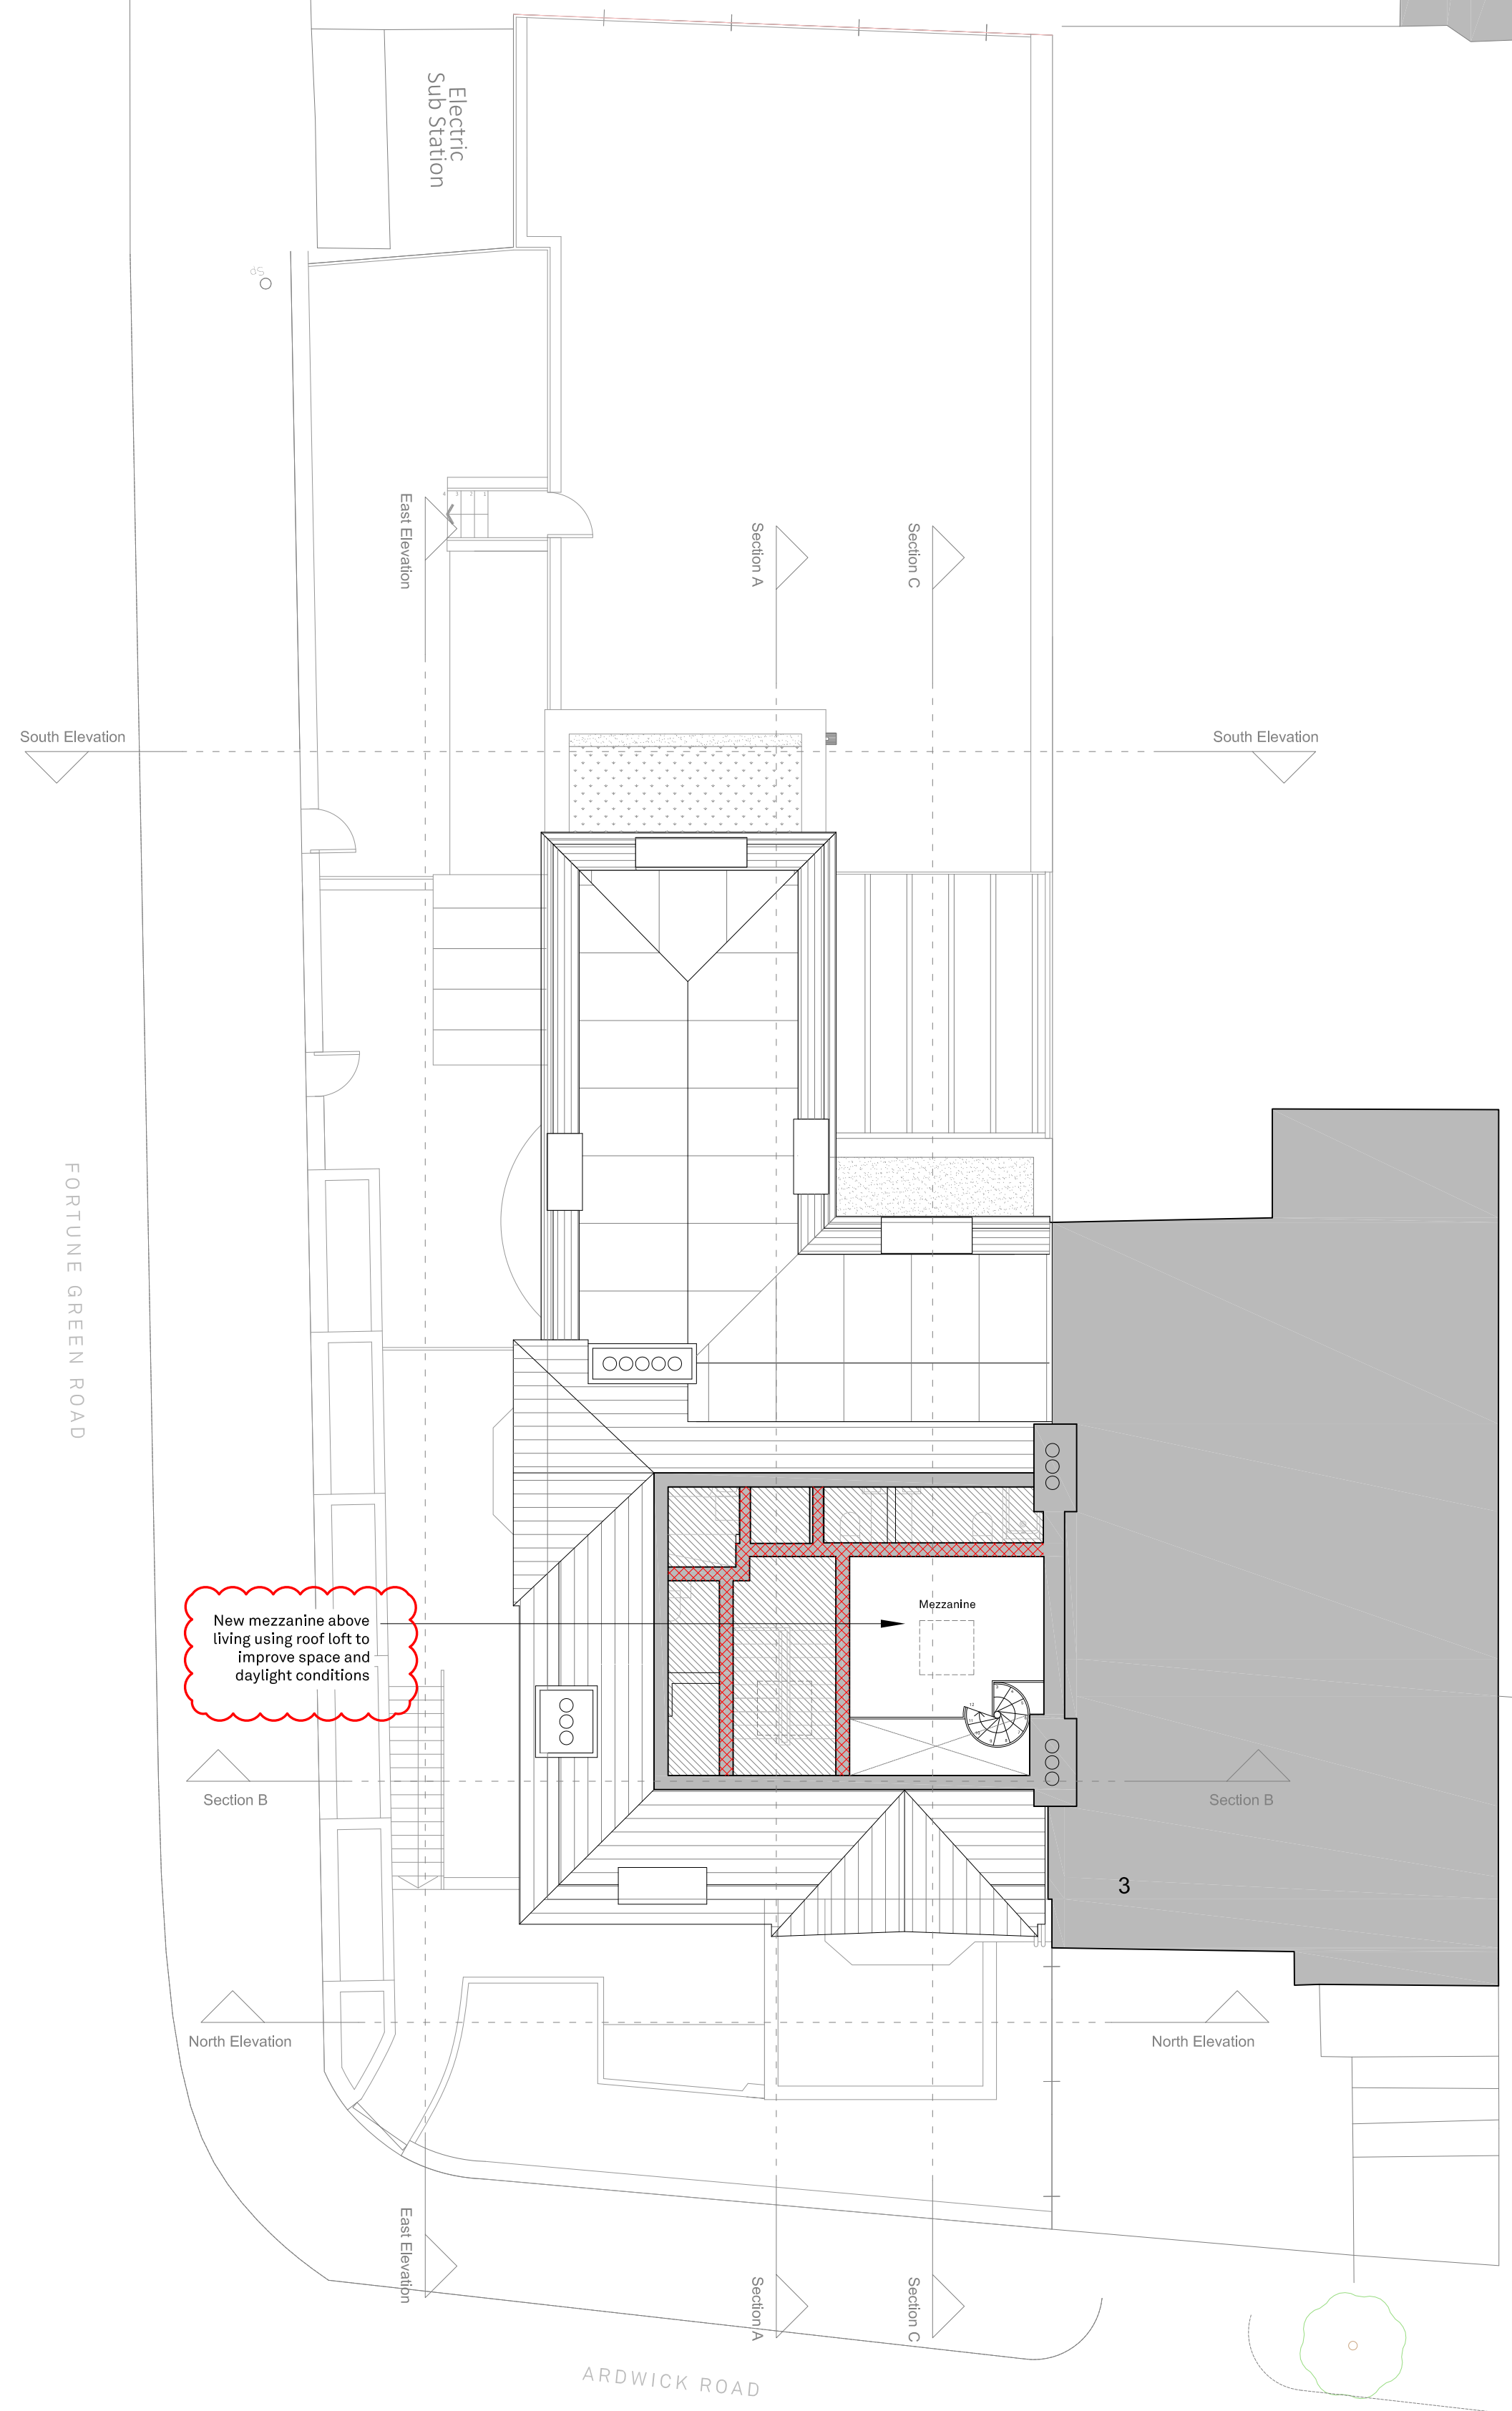 Electric
Sub Station
dS
East Elevation
Section A
Section C
South Elevation
South Elevation
FORTUNE GREEN ROAD
New mezzanine above
living using roof loft to
improve space and
daylight conditions
Mezzanine
Section B
Section B
3
North Elevation
North Elevation
East Elevation
Section A
Section C
ARDWICK ROAD